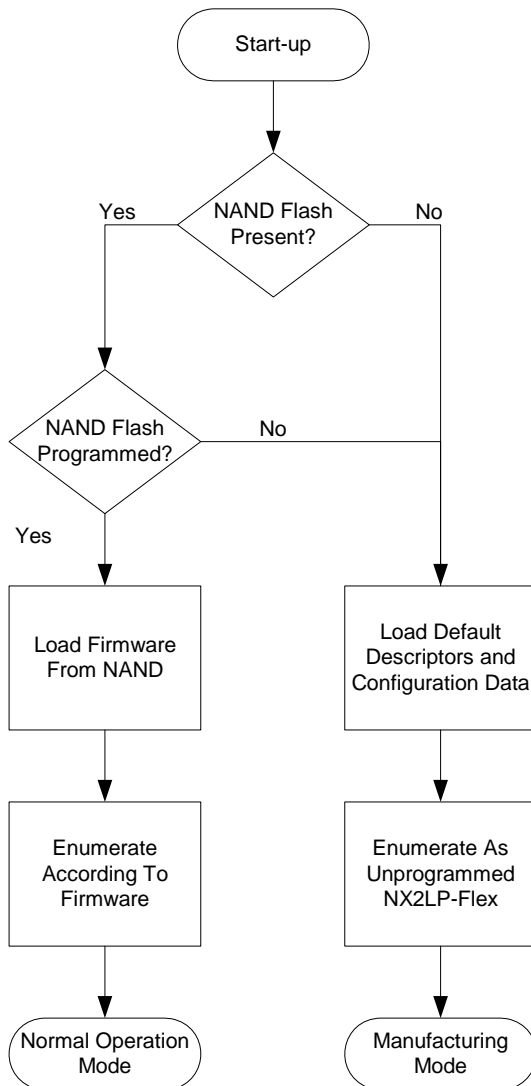 Start-up
NAND Flash
Present?
Yes
No
NAND Flash
Programmed?
No
Yes
Load Firmware
From NAND
Load Default
Descriptors and
Configuration Data
Enumerate
According To
Firmware
Enumerate As
Unprogrammed
NX2LP-Flex
Normal Operation
Mode
Manufacturing
Mode